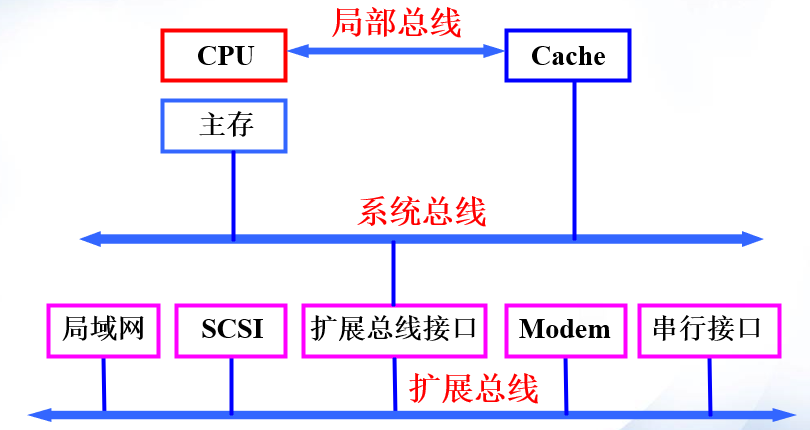 局部总线
CPU
Cache
主存
系统总线
局域网
SCSI
扩展总线接口
Modem
串行接口
扩展总线